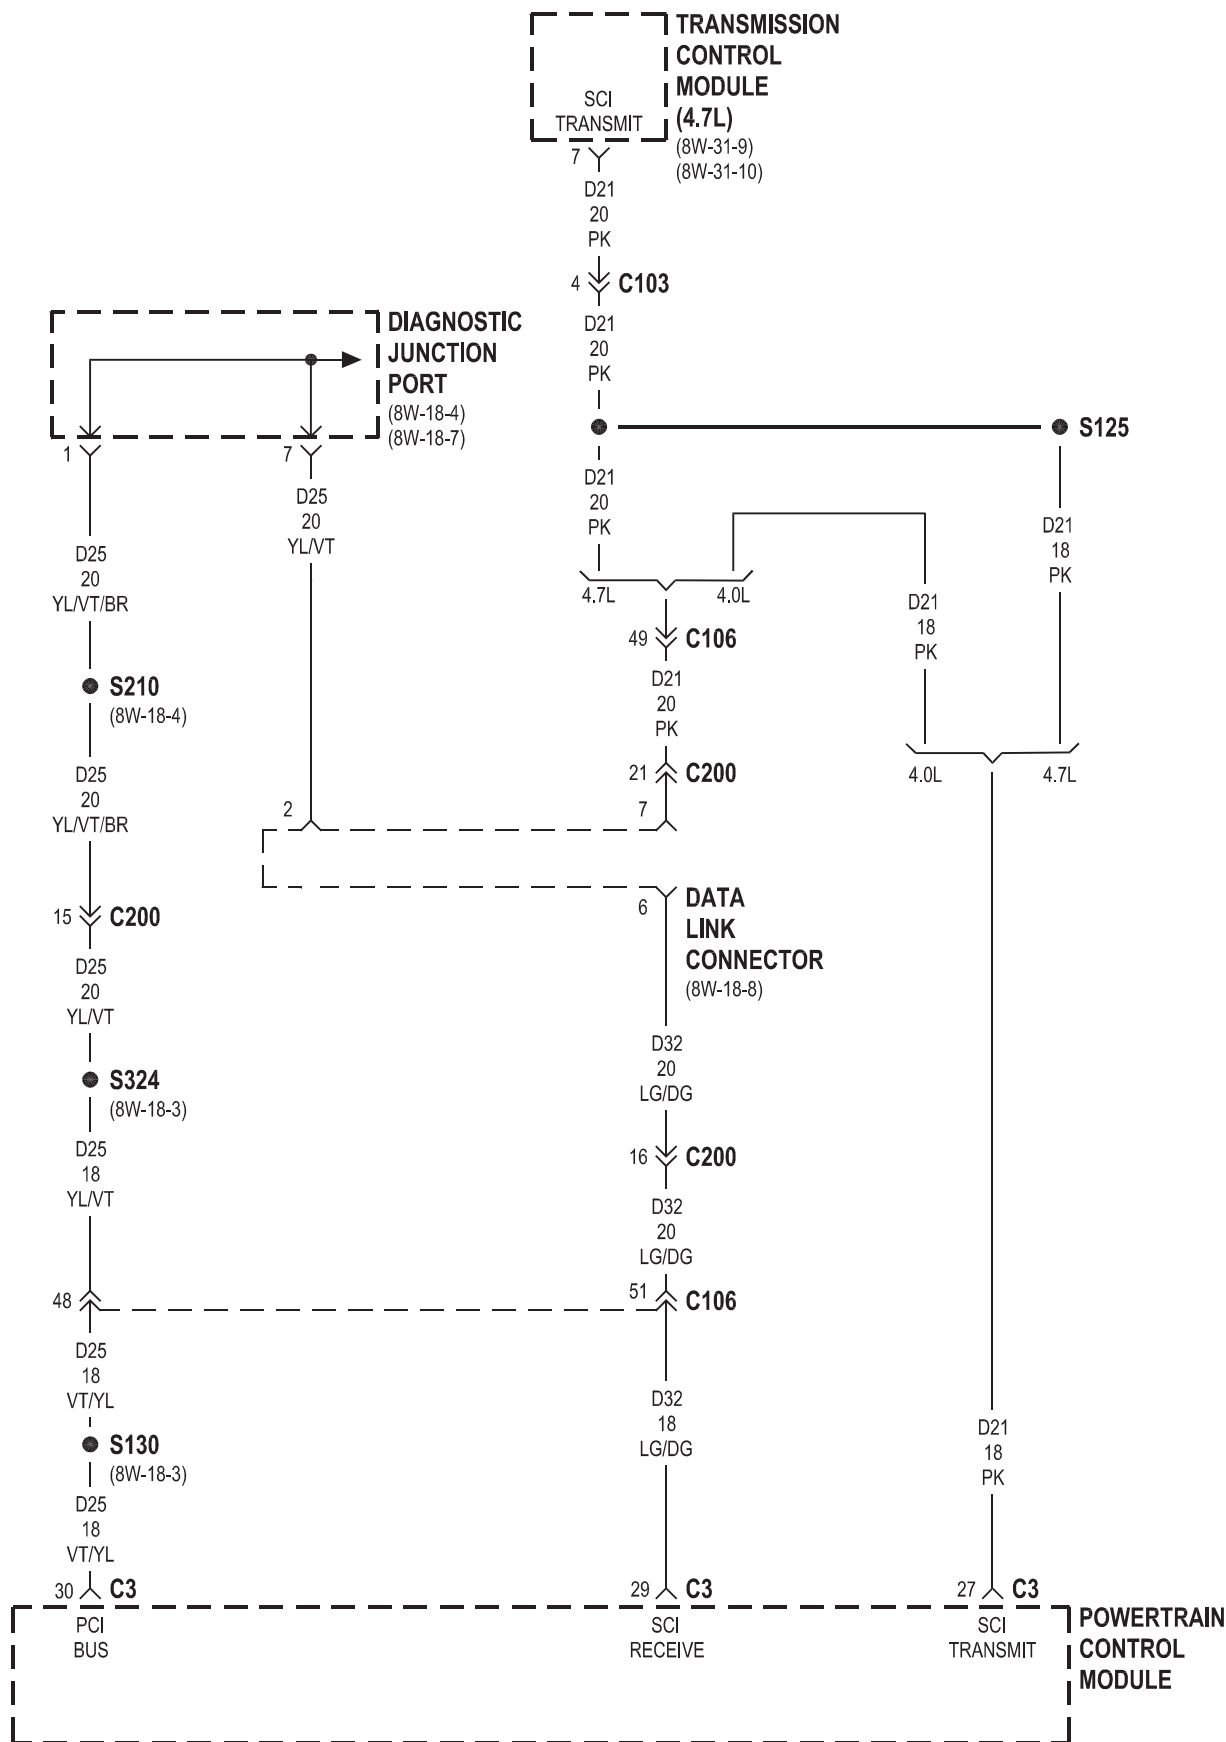 TRANSMISSION
CONTROL
MODULE
(4.7L)
(8W-31-9)
(8W-31-10)
SCI
TRANSMIT
7
D21
20
PK
4
C103
D21
20
PK
DIAGNOSTIC
JUNCTION
PORT
(8W-18-4)
(8W-18-7)
1
7
S125
D25
20
YL/VT
D21
20
PK
D21
18
PK
D25
20
YL/VT/BR
4.7L
4.0L
D21
18
PK
49
C106
S210
(8W-18-4)
D21
20
PK
D25
20
YL/VT/BR
21
C200
4.0L
4.7L
2
7
6
DATA
LINK
CONNECTOR
(8W-18-8)
15
C200
D25
20
YL/VT
D32
20
LG/DG
S324
(8W-18-3)
D25
18
YL/VT
16
C200
D32
20
LG/DG
48
51
C106
D25
18
VT/YL
D32
18
LG/DG
D21
18
PK
S130
(8W-18-3)
D25
18
VT/YL
30
C3
29
C3
27
C3
PCI
BUS
SCI
RECEIVE
SCI
TRANSMIT
POWERTRAIN
CONTROL
MODULE